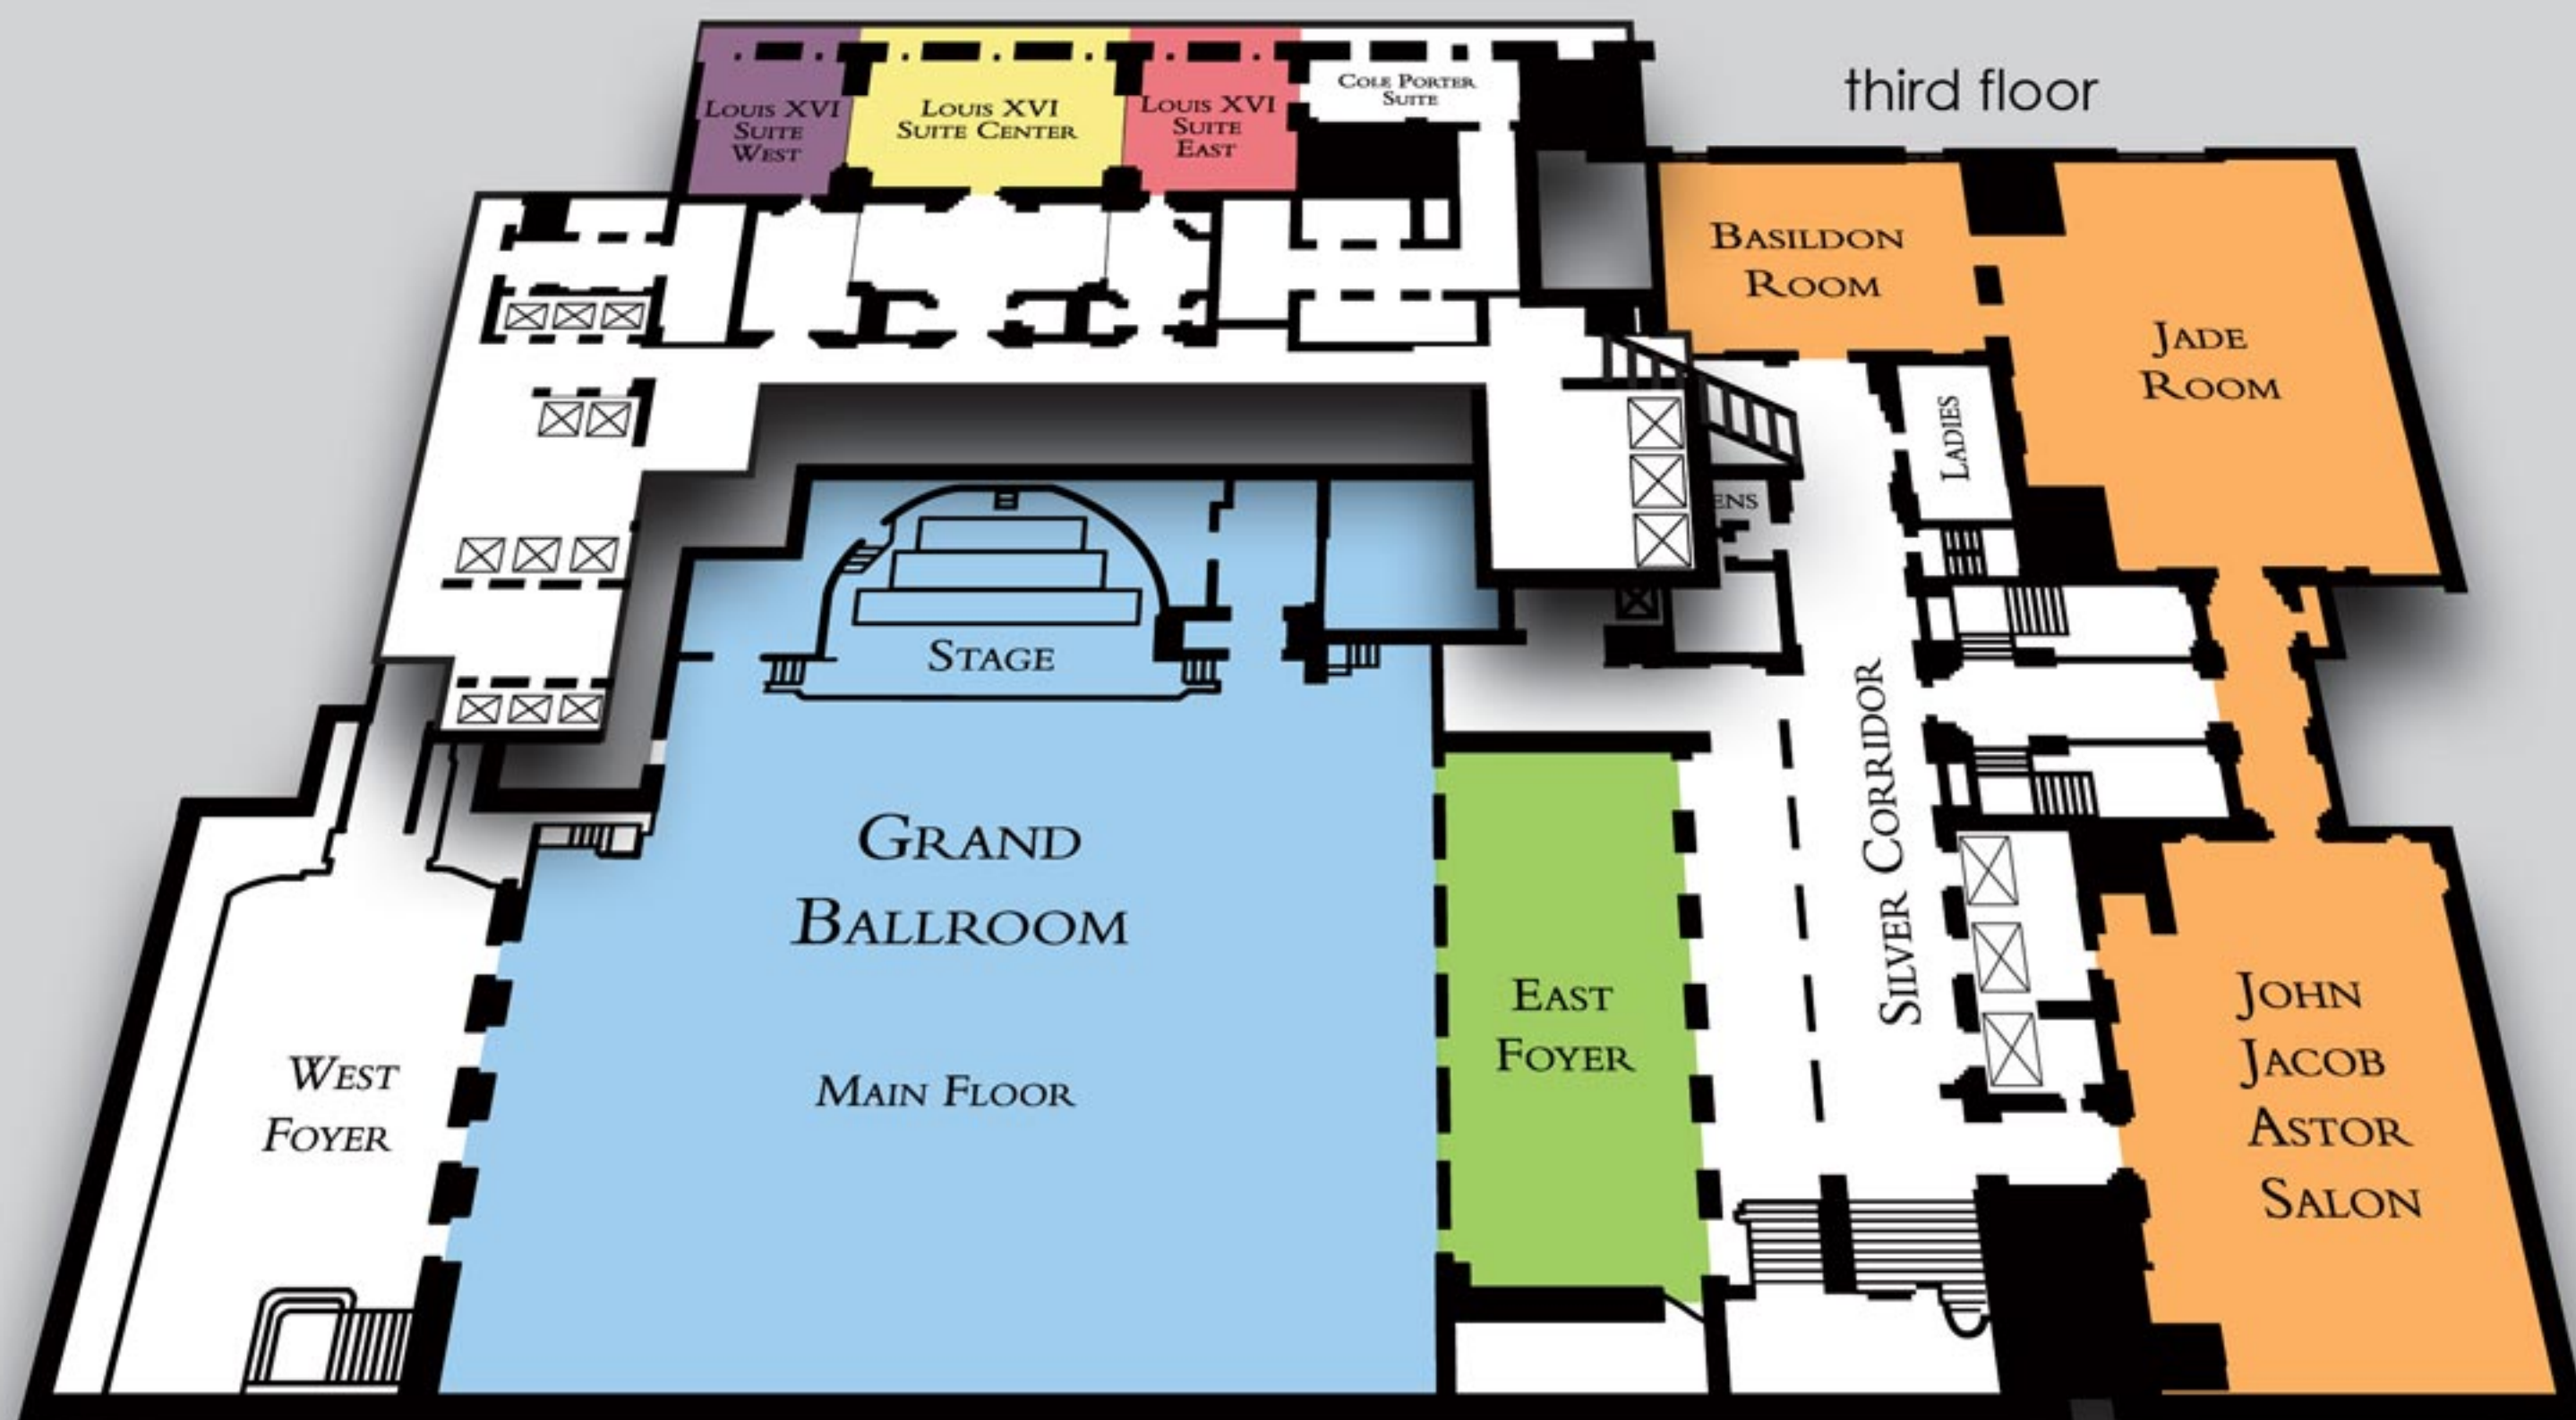 third floor
Louis XVI
Suite
West
Louis XVI
Suite Center
Louis XVI
Suite
East
Cole Porter
Suite
Basildon
Room
Jade
Room
Ladies
ens
Stage
Silver Corridor
Grand
Ballroom
Main Floor
East
Foyer
West
Foyer
John
Jacob
Astor
Salon